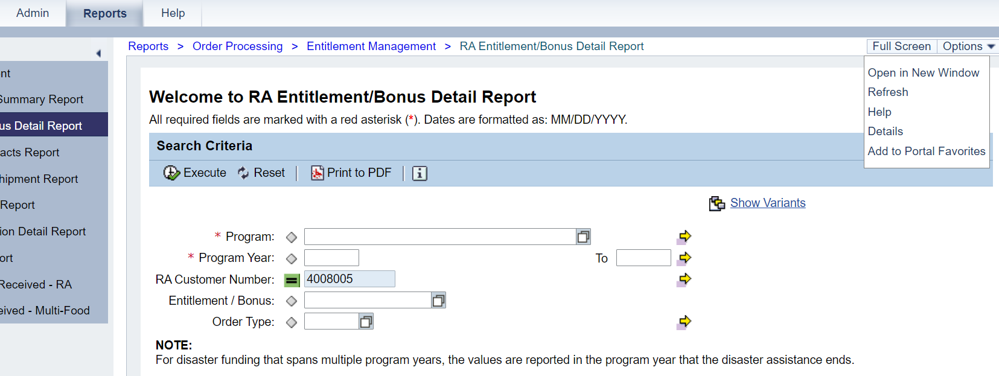 Admin Reports Help
Reports > Order Processing > Entitlement Management > RA Entitlement/Bonus Detail Report
Full Screen Options
Open in New Window
Refresh
Help
Details
Add to Portal Favorites
nt
Summary Report
us Detail Report
acts Report
hipment Report
Report
ion Detail Report
ort
Received - RA
eived - Multi-Food
Welcome to RA Entitlement/Bonus Detail Report
All required fields are marked with a red asterisk (*). Dates are formatted as: MM/DD/YYYY.
Search Criteria
Execute Reset | Print to PDF |
Show Variants
* Program:
* Program Year: To
RA Customer Number: 4008005
Entitlement / Bonus:
Order Type:
NOTE:
For disaster funding that spans multiple program years, the values are reported in the program year that the disaster assistance ends.